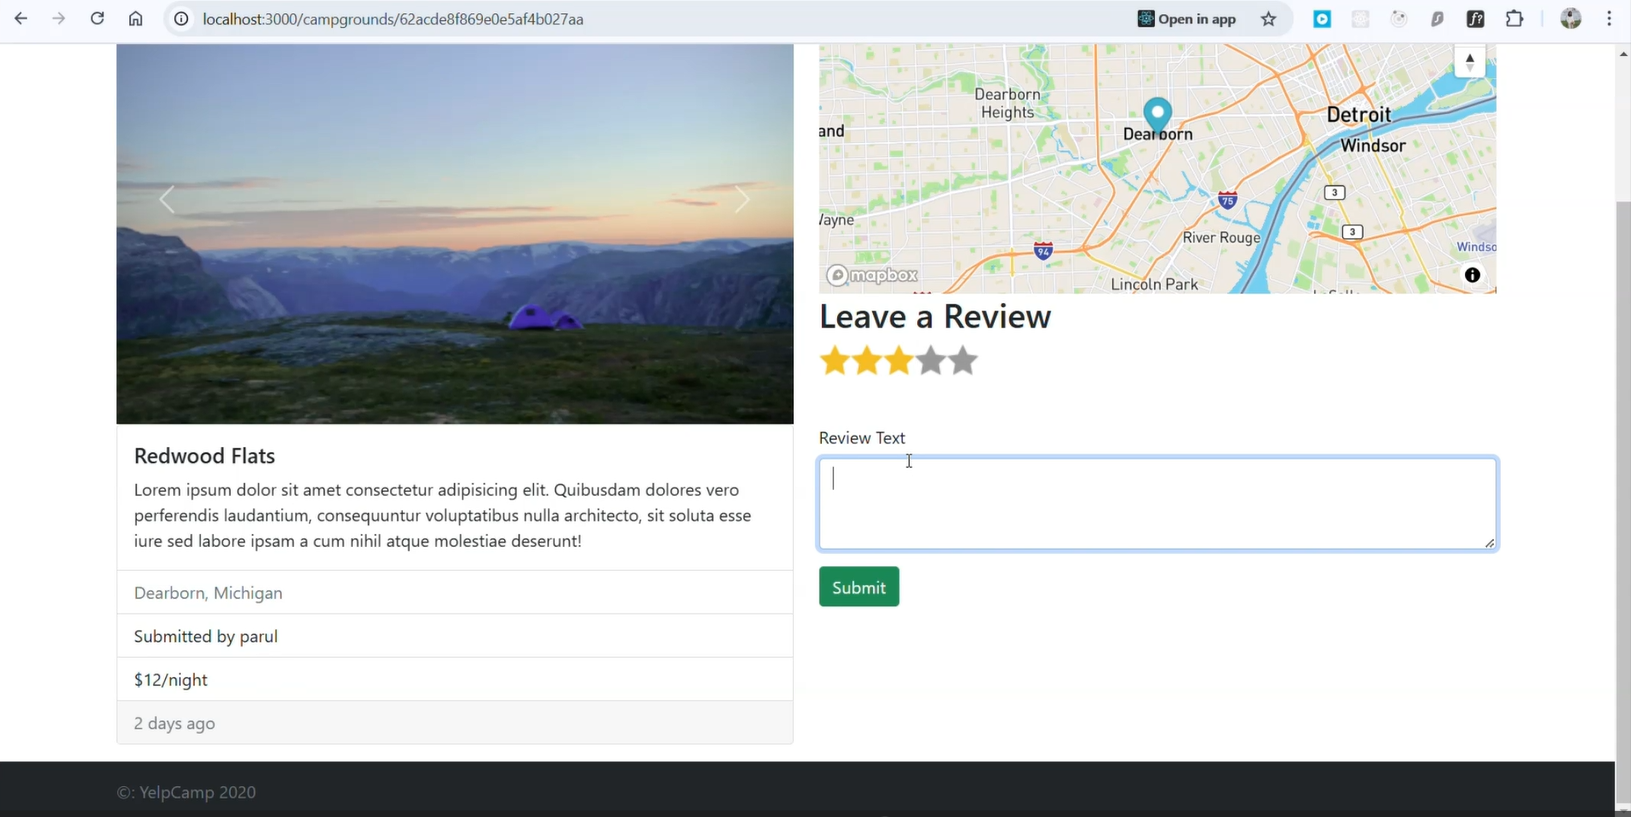 localhost:3000/campgrounds/62acde8f869e0e5af4b027aa
Open in app
Dearborn
Heights
Detroit
and
Dearborn
Windsor
3
75
Wayne
3
River Rouge
Windso
94
mapbox
Lincoln Park
Leave a Review
Review Text
Submit
Redwood Flats
Lorem ipsum dolor sit amet consectetur adipisicing elit. Quibusdam dolores vero
perferendis laudantium, consequuntur voluptatibus nulla architecto, sit soluta esse
iure sed labore ipsam a cum nihil atque molestiae deserunt!
Dearborn, Michigan
Submitted by parul
$12/night
2 days ago
©: YelpCamp 2020